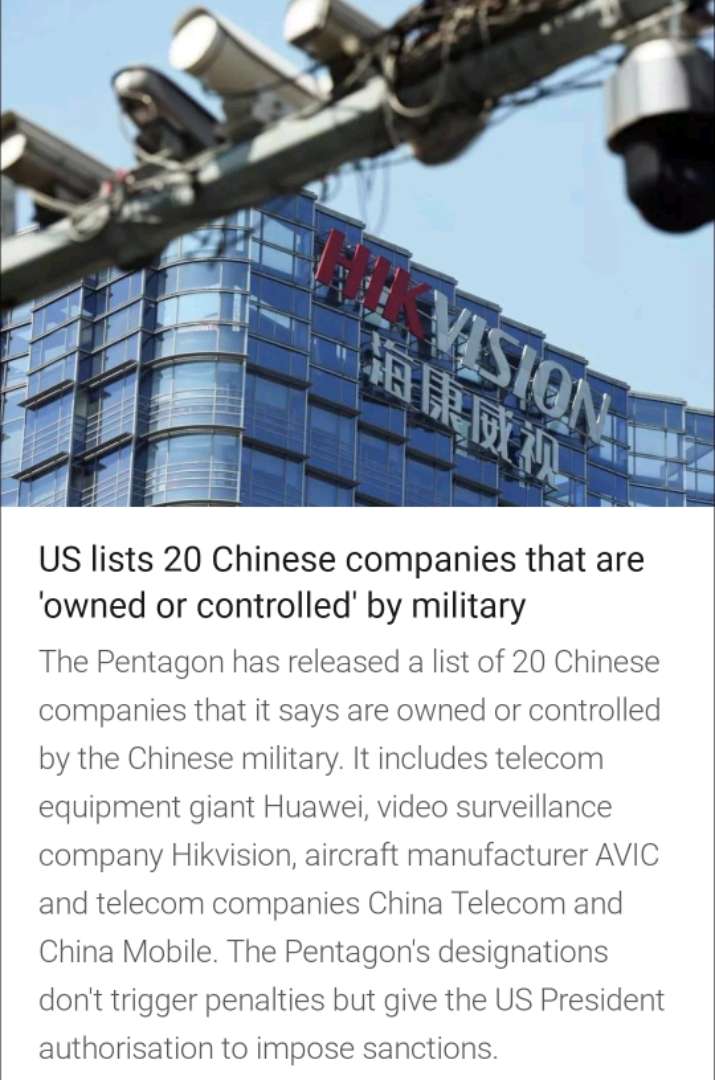 HIKVISION
海康威视
US lists 20 Chinese companies that are
'owned or controlled' by military
The Pentagon has released a list of 20 Chinese
companies that it says are owned or controlled
by the Chinese military. It includes telecom
equipment giant Huawei, video surveillance
company Hikvision, aircraft manufacturer AVIC
and telecom companies China Telecom and
China Mobile. The Pentagon's designations
don't trigger penalties but give the US President
authorisation to impose sanctions.